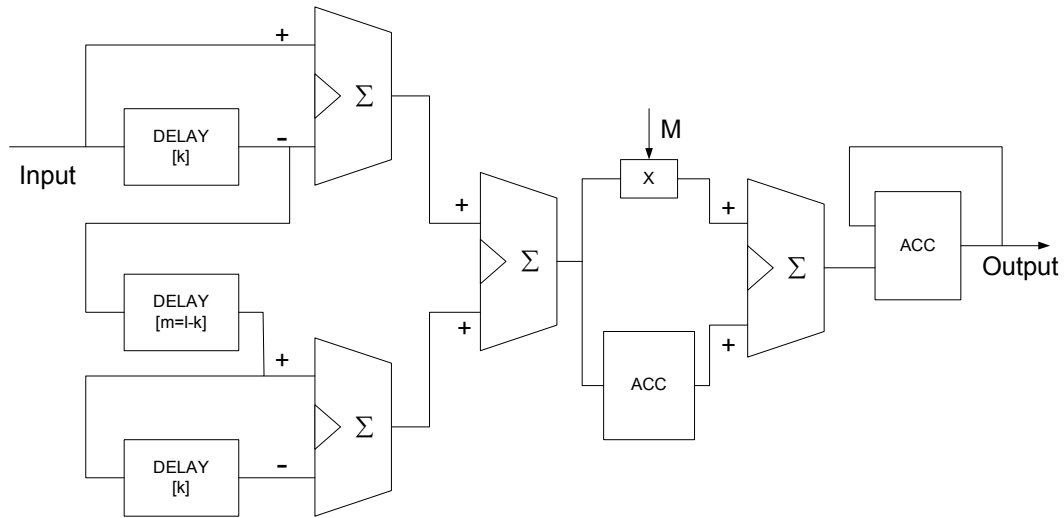 +
Σ
DELAY
[k]
-
Input
M
X
+
+
Σ
ACC
Σ
Output
DELAY
[m=l-k]
+
+
+
ACC
Σ
DELAY
[k]
-